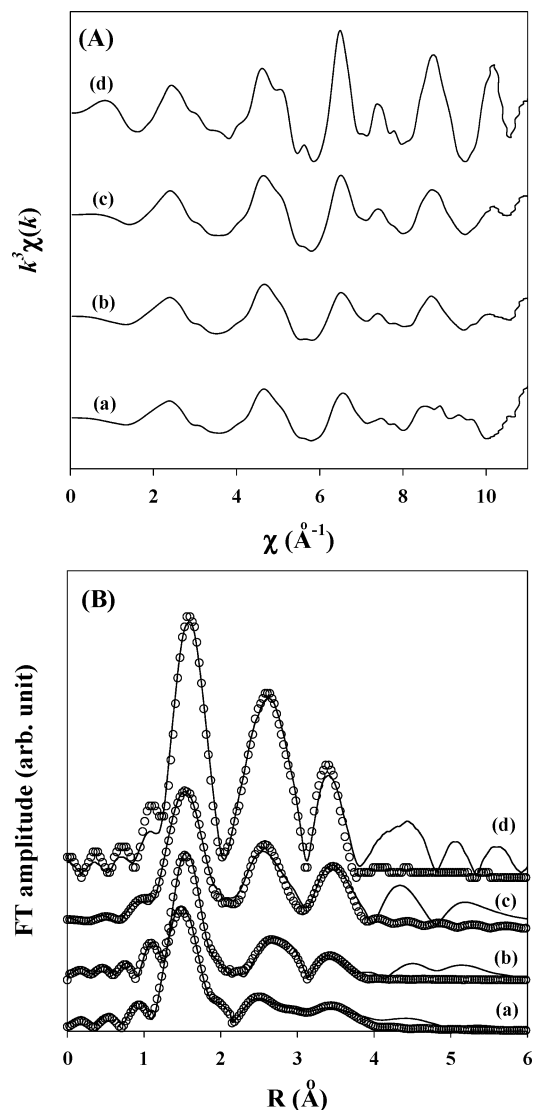 (A)
(d)
(c)
(b)
(a)
k³χ(k)
0 2 4 6 8 10
χ (Å⁻¹)
(B)
(d)
(c)
(b)
(a)
FT amplitude (arb. unit)
0 1 2 3 4 5 6
R (Å)